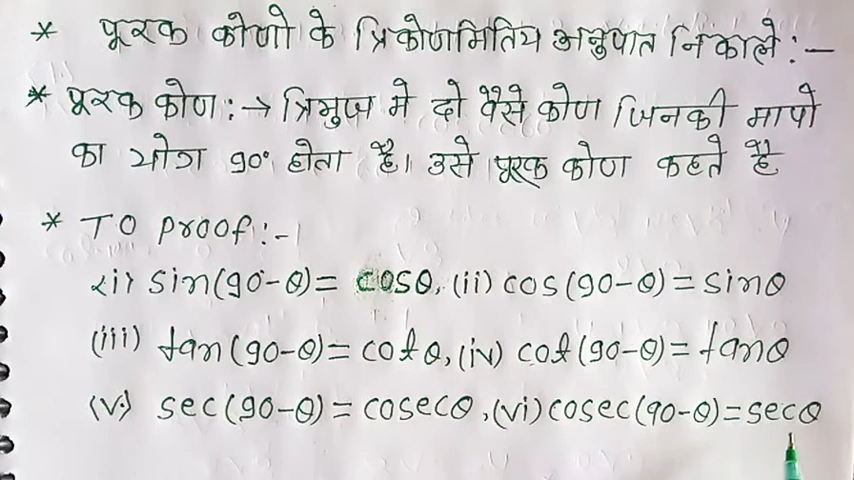 * पूरक कोणो के त्रिकोणमितिय अनुपात निकाले :-
* पूरक कोण :→ त्रिभुज मे दो वैसे कोण जिनकी मापो
का योग 90° होता है। उसे पूरक कोण कहते है
* TO Proof :-
(i) sin(90-θ)= cosθ, (ii) cos(90-θ)=sinθ
(iii) tan(90-θ)=cotθ, (iv) cot(90-θ)=tanθ
(v) sec(90-θ)=cosecθ, (vi) cosec(90-θ)=secθ